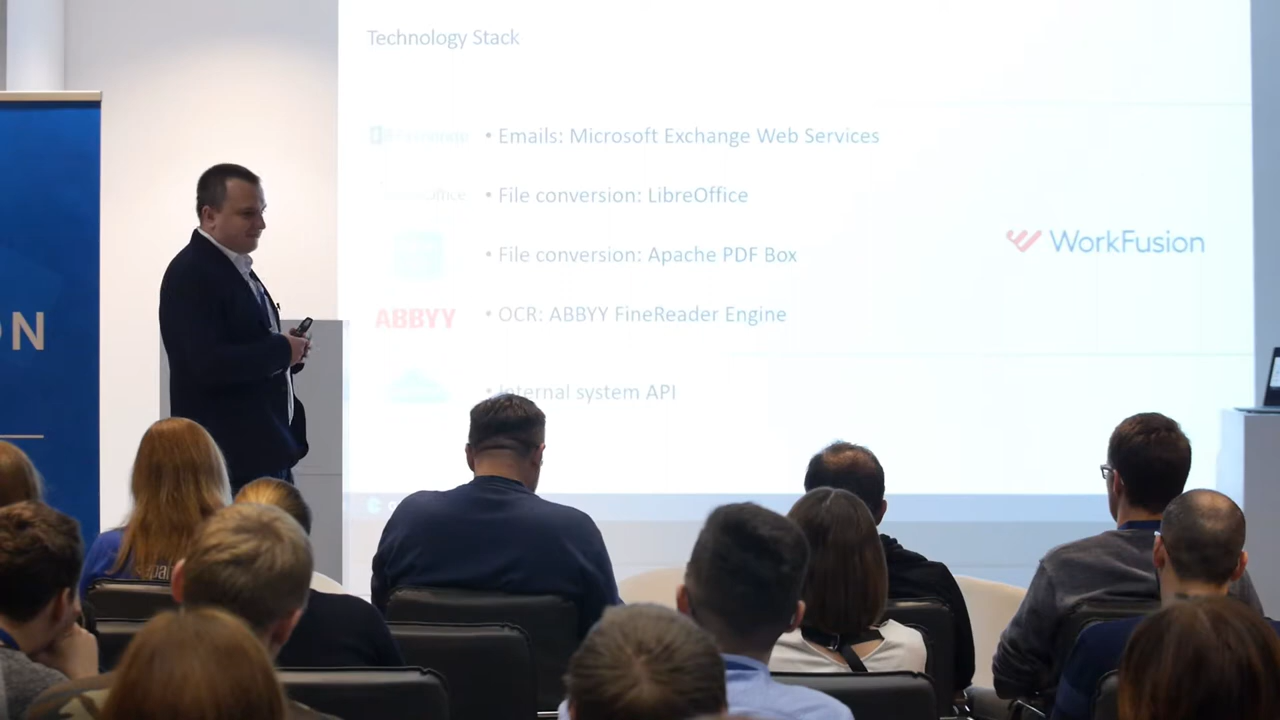 Technology Stack
• Emails: Microsoft Exchange Web Services
• File conversion: LibreOffice
• File conversion: Apache PDF Box
WorkFusion
ABBYY
• OCR: ABBYY FineReader Engine
• Internal system API
ON